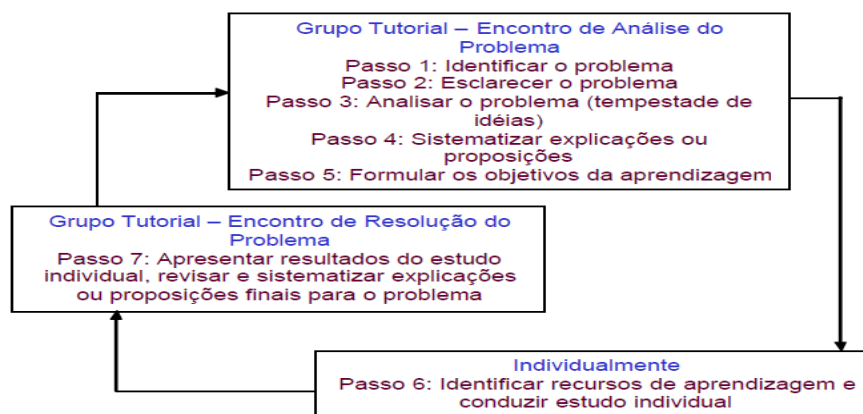 Grupo Tutorial – Encontro de Análise do
Problema
Passo 1: Identificar o problema
Passo 2: Esclarecer o problema
Passo 3: Analisar o problema (tempestade de
idéias)
Passo 4: Sistematizar explicações ou
proposições
Passo 5: Formular os objetivos da aprendizagem
Grupo Tutorial – Encontro de Resolução do
Problema
Passo 7: Apresentar resultados do estudo
individual, revisar e sistematizar explicações
ou proposições finais para o problema
Individualmente
Passo 6: Identificar recursos de aprendizagem e
conduzir estudo individual